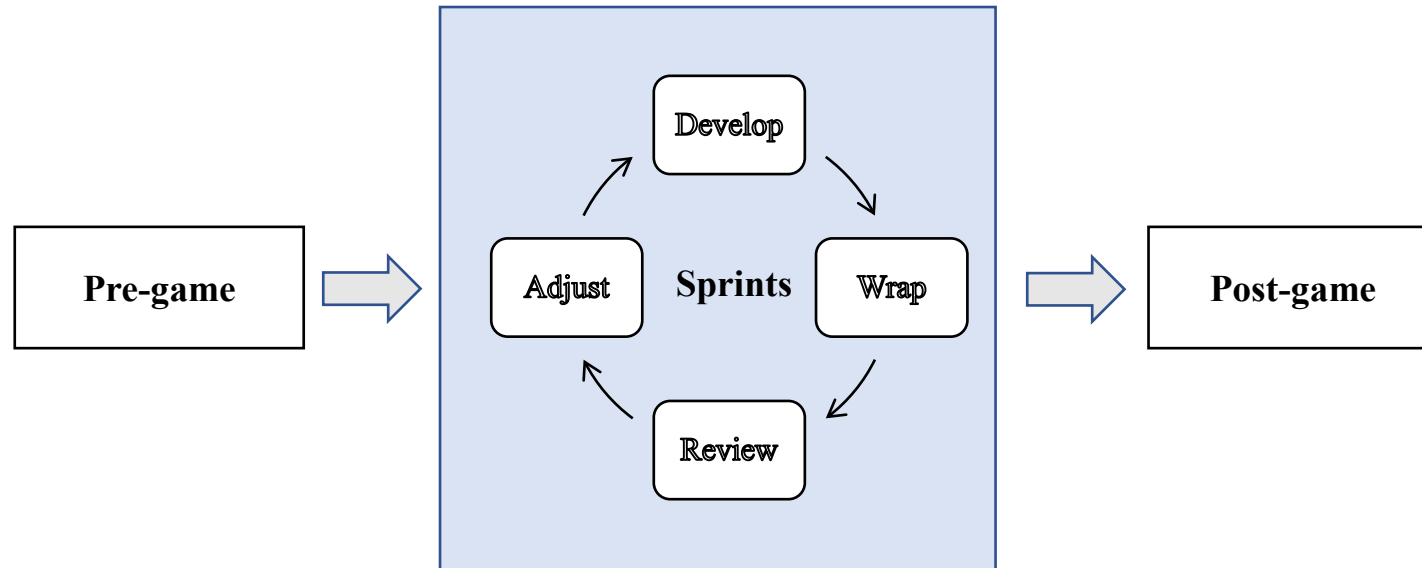 Pre-game
Develop
Adjust
Sprints
Wrap
Review
Post-game